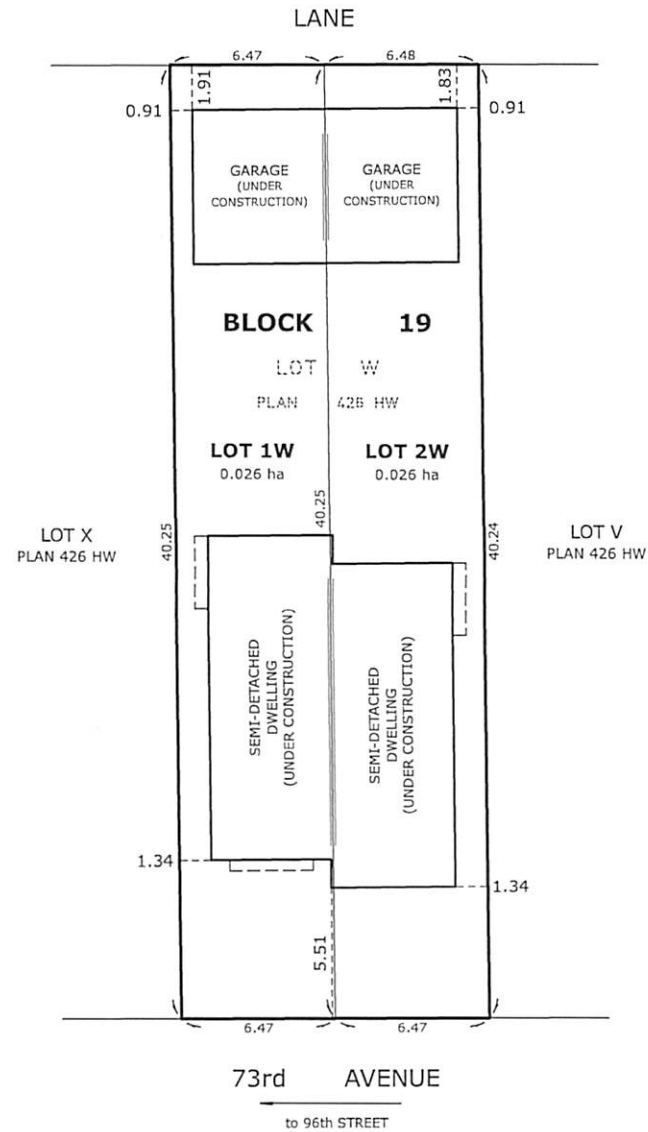 LANE
6.47 6.48
1.91 1.83
0.91 0.91
GARAGE
(UNDER
CONSTRUCTION)
GARAGE
(UNDER
CONSTRUCTION)
BLOCK 19
LOT W
PLAN 426 HW
LOT 1W
0.026 ha
LOT 2W
0.026 ha
LOT X
PLAN 426 HW
40.25
40.25
40.24
LOT V
PLAN 426 HW
SEMI-DETACHED
DWELLING
(UNDER CONSTRUCTION)
SEMI-DETACHED
DWELLING
(UNDER CONSTRUCTION)
1.34
1.34
5.51
6.47 6.47
73rd AVENUE
to 96th STREET